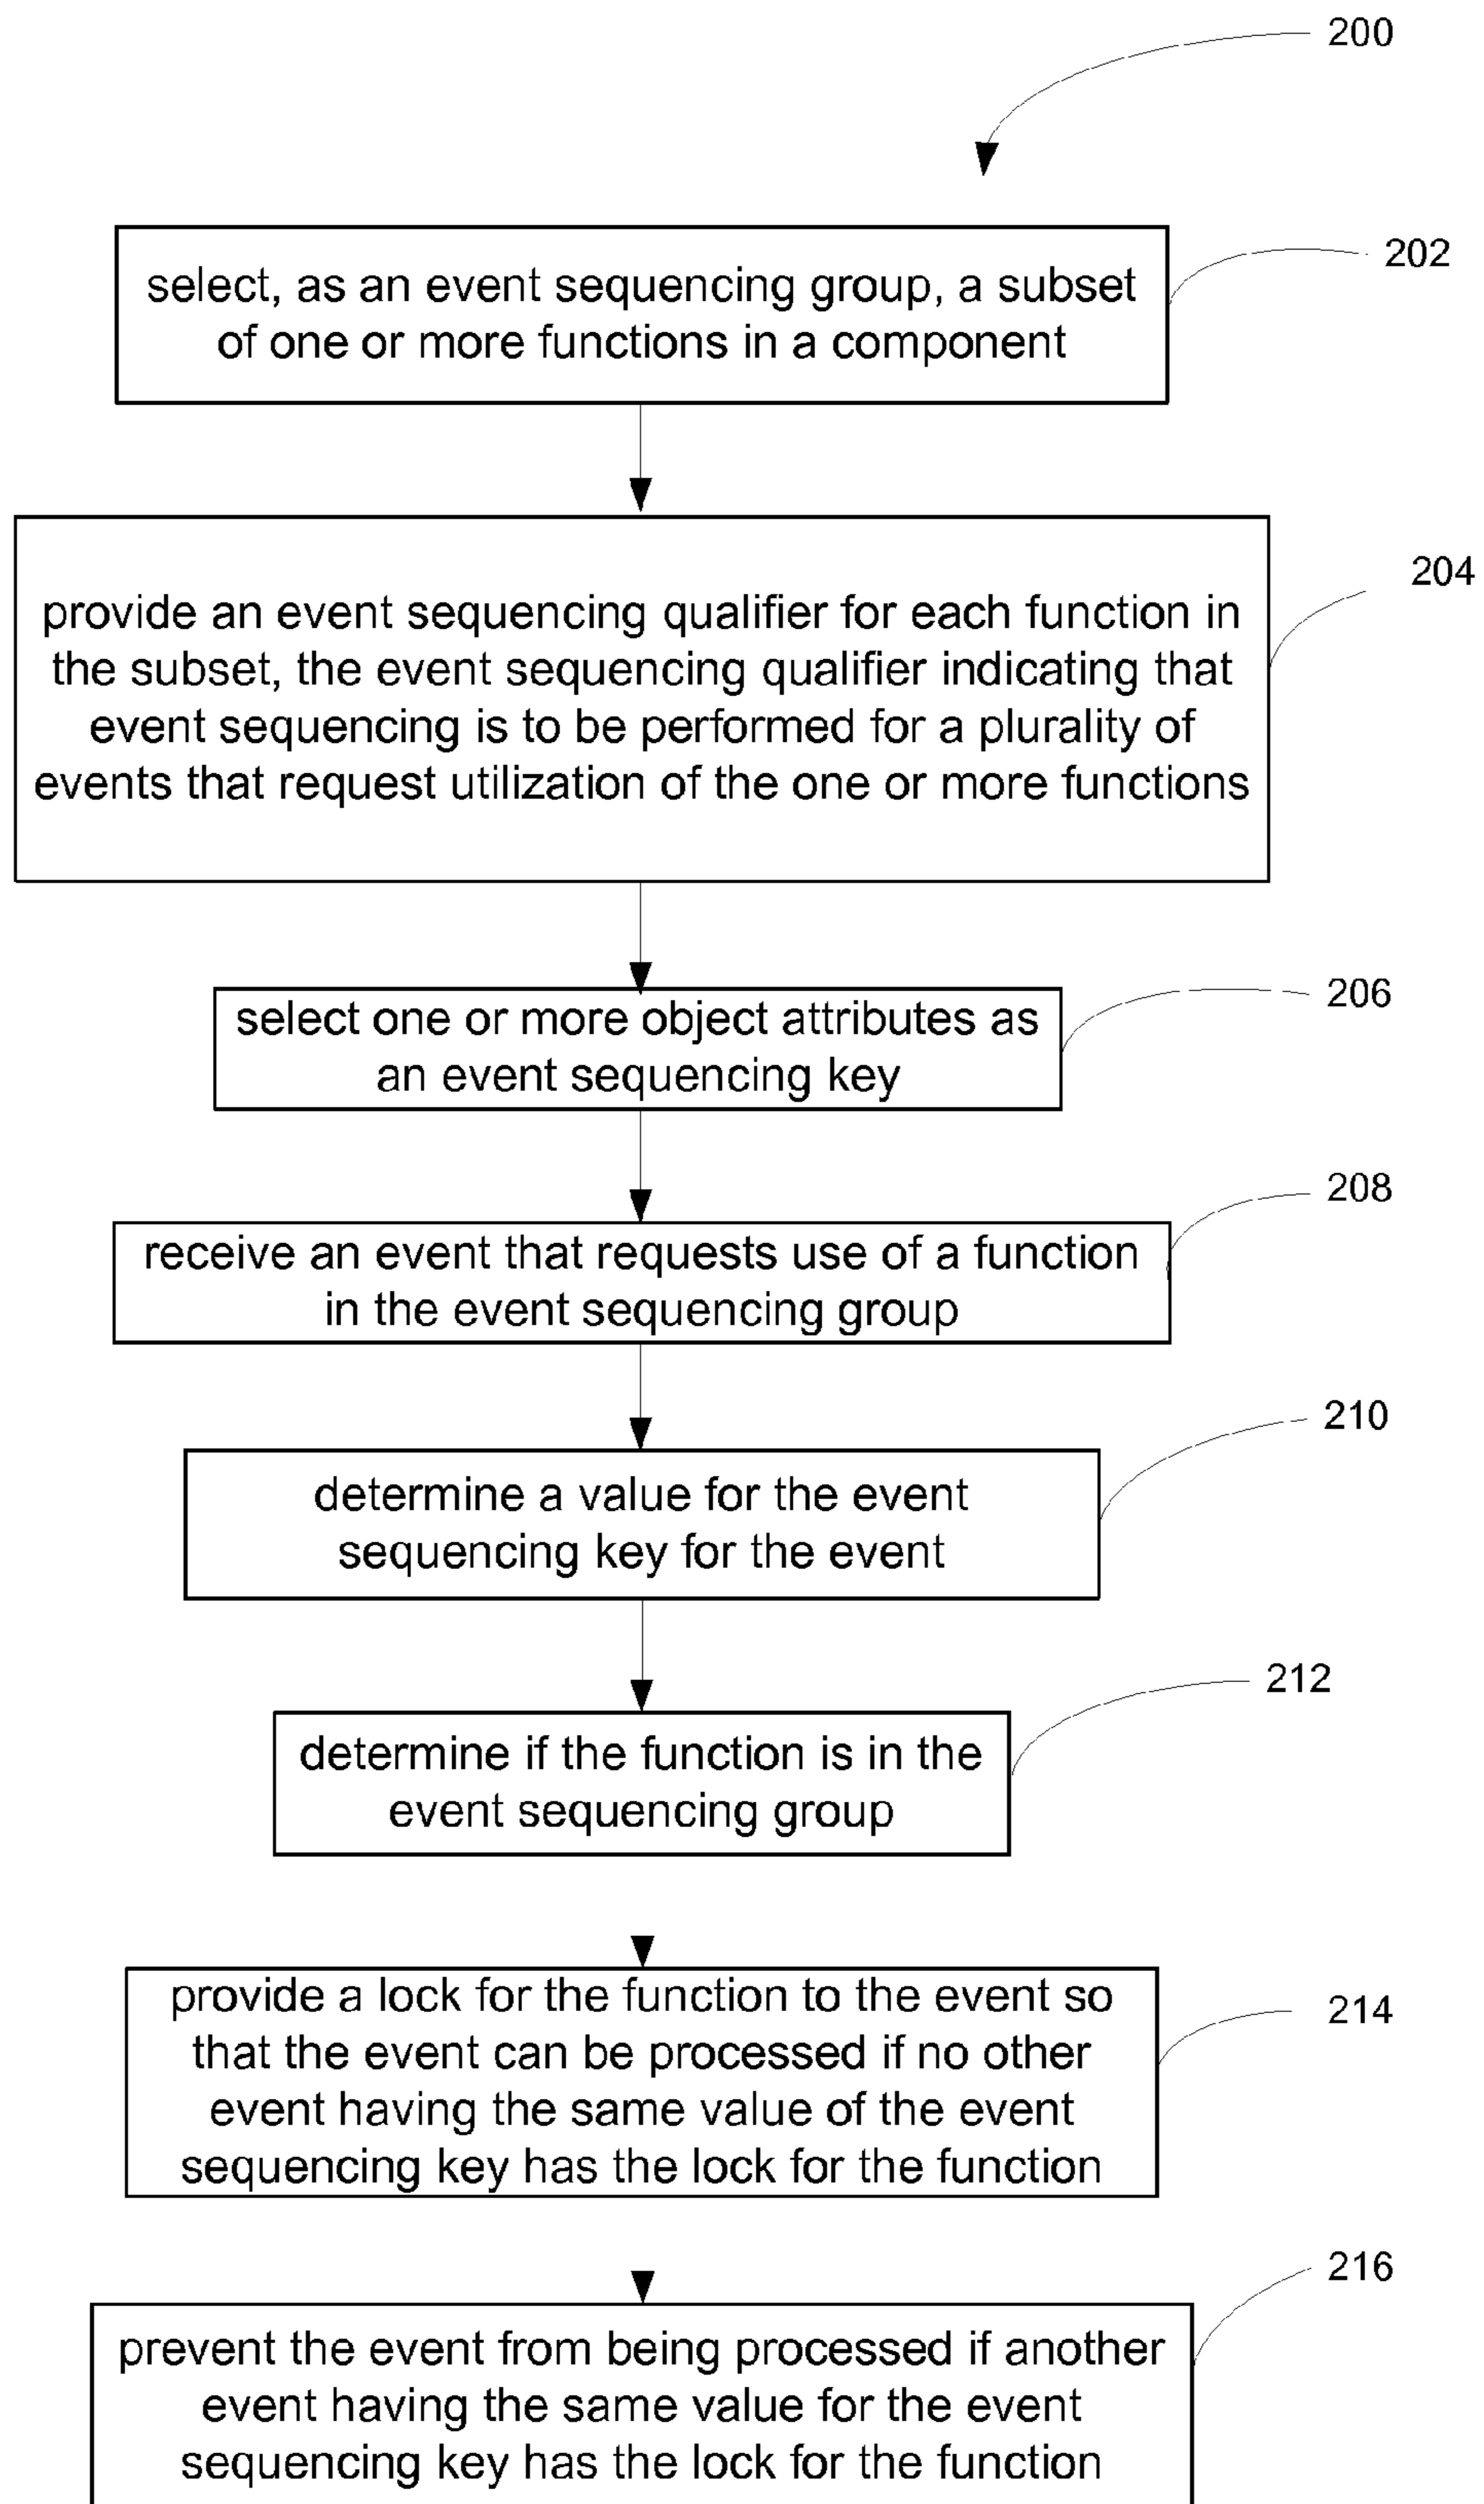 200
202
select, as an event sequencing group, a subset
of one or more functions in a component
204
provide an event sequencing qualifier for each function in
the subset, the event sequencing qualifier indicating that
event sequencing is to be performed for a plurality of
events that request utilization of the one or more functions
206
select one or more object attributes as
an event sequencing key
208
receive an event that requests use of a function
in the event sequencing group
210
determine a value for the event
sequencing key for the event
212
determine if the function is in the
event sequencing group
214
provide a lock for the function to the event so
that the event can be processed if no other
event having the same value of the event
sequencing key has the lock for the function
216
prevent the event from being processed if another
event having the same value for the event
sequencing key has the lock for the function